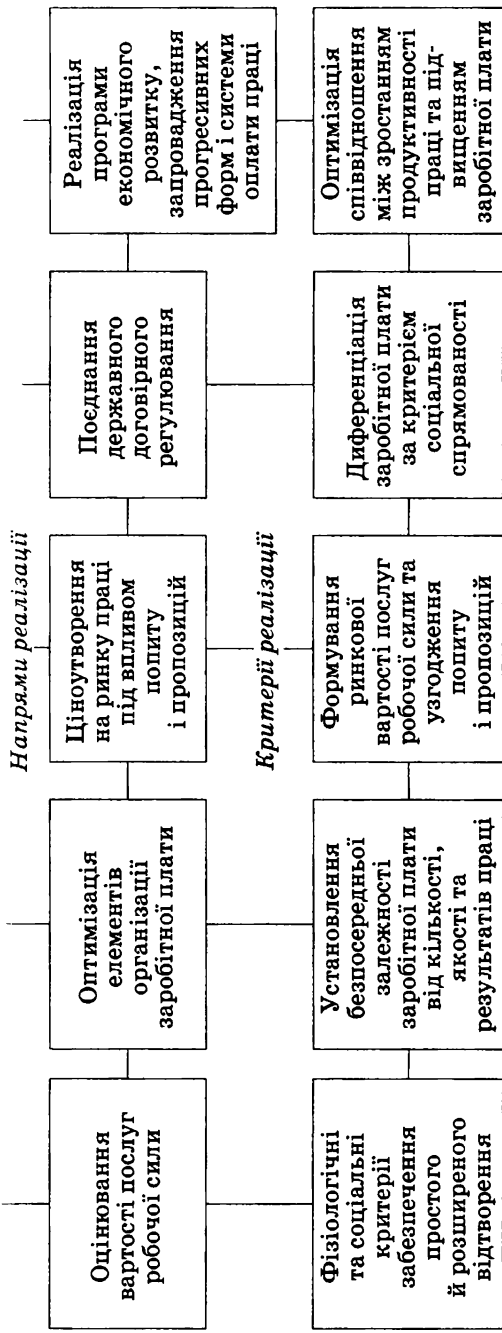 Напрями реалізації
Оцінювання
вартості послуг
робочої сили
Оптимізація
елементів
організації
заробітної плати
Ціноутворення
на ринку праці
під впливом
попиту
і пропозицій
Поєднання
державного
договірного
регулювання
Реалізація
програми
економічного
розвитку,
запровадження
прогресивних
форм і системи
оплати праці
Критерії реалізації
Фізіологічні
та соціальні
критерії
забезпечення
простого
й розширеного
відтворення
Установлення
безпосередньої
залежності
заробітної плати
від кількості,
якості та
результатів праці
Формування
ринкової
вартості послуг
робочої сили та
узгодження
попиту
і пропозицій
Диференціація
заробітної плати
за критерієм
соціальної
спрямованості
Оптимізація
співвідношення
між зростанням
продуктивності
праці та під-
вищенням
заробітної плати